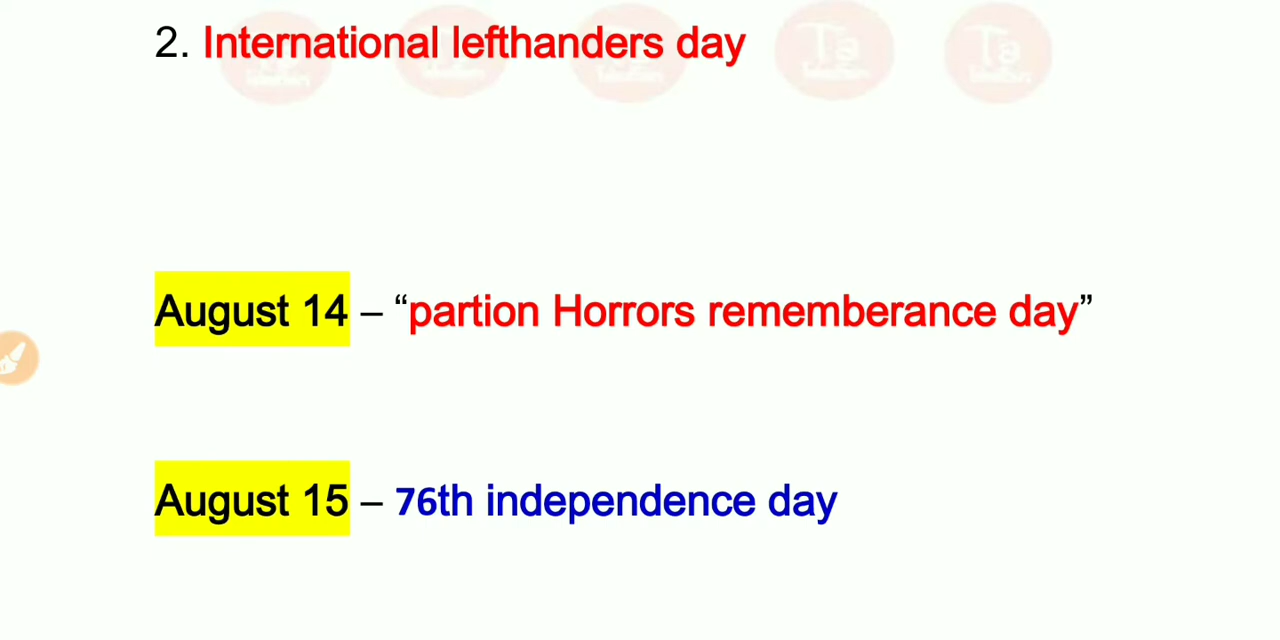 2. International lefthanders day
August 14 – “partion Horrors rememberance day”
August 15 – 76th independence day